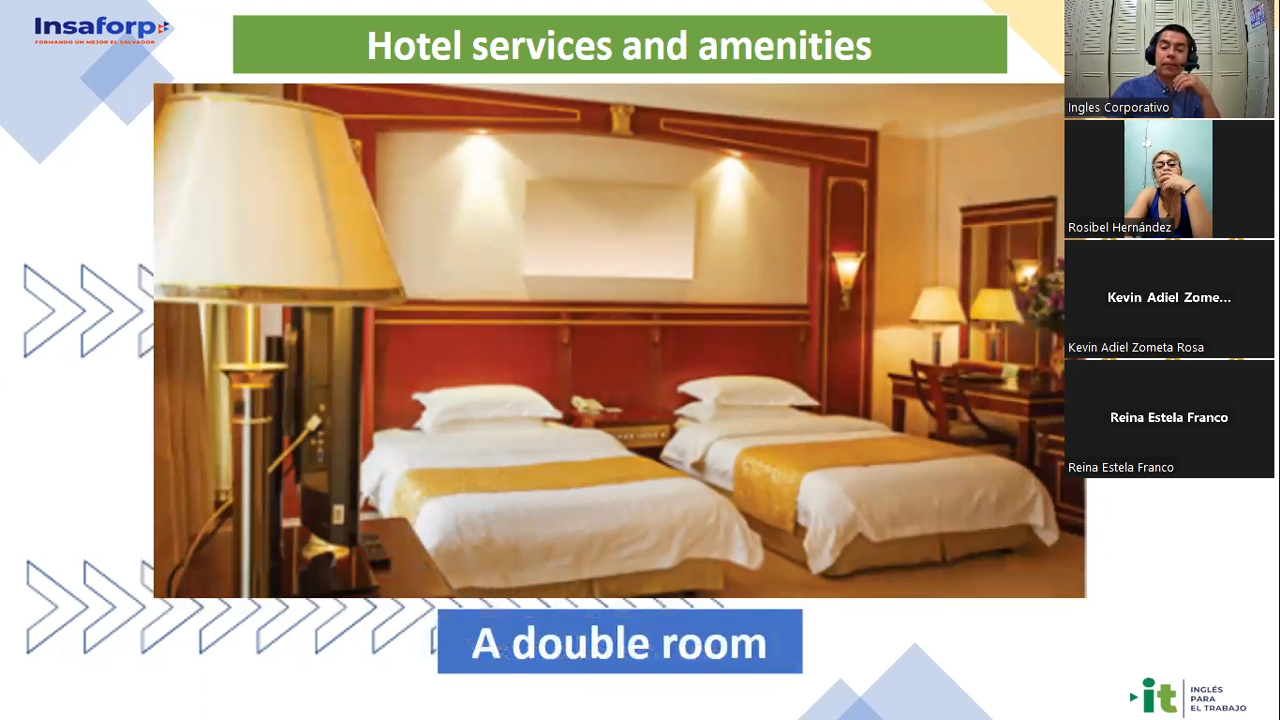 Insaforp
FORMANDO UN MEJOR EL SALVADOR
Hotel services and amenities
A double room
Ingles Corporativo
Rosibel Hernández
Kevin Adiel Zome...
Kevin Adiel Zometa Rosa
Reina Estela Franco
Reina Estela Franco
it
INGLÉS
PARA
EL TRABAJO